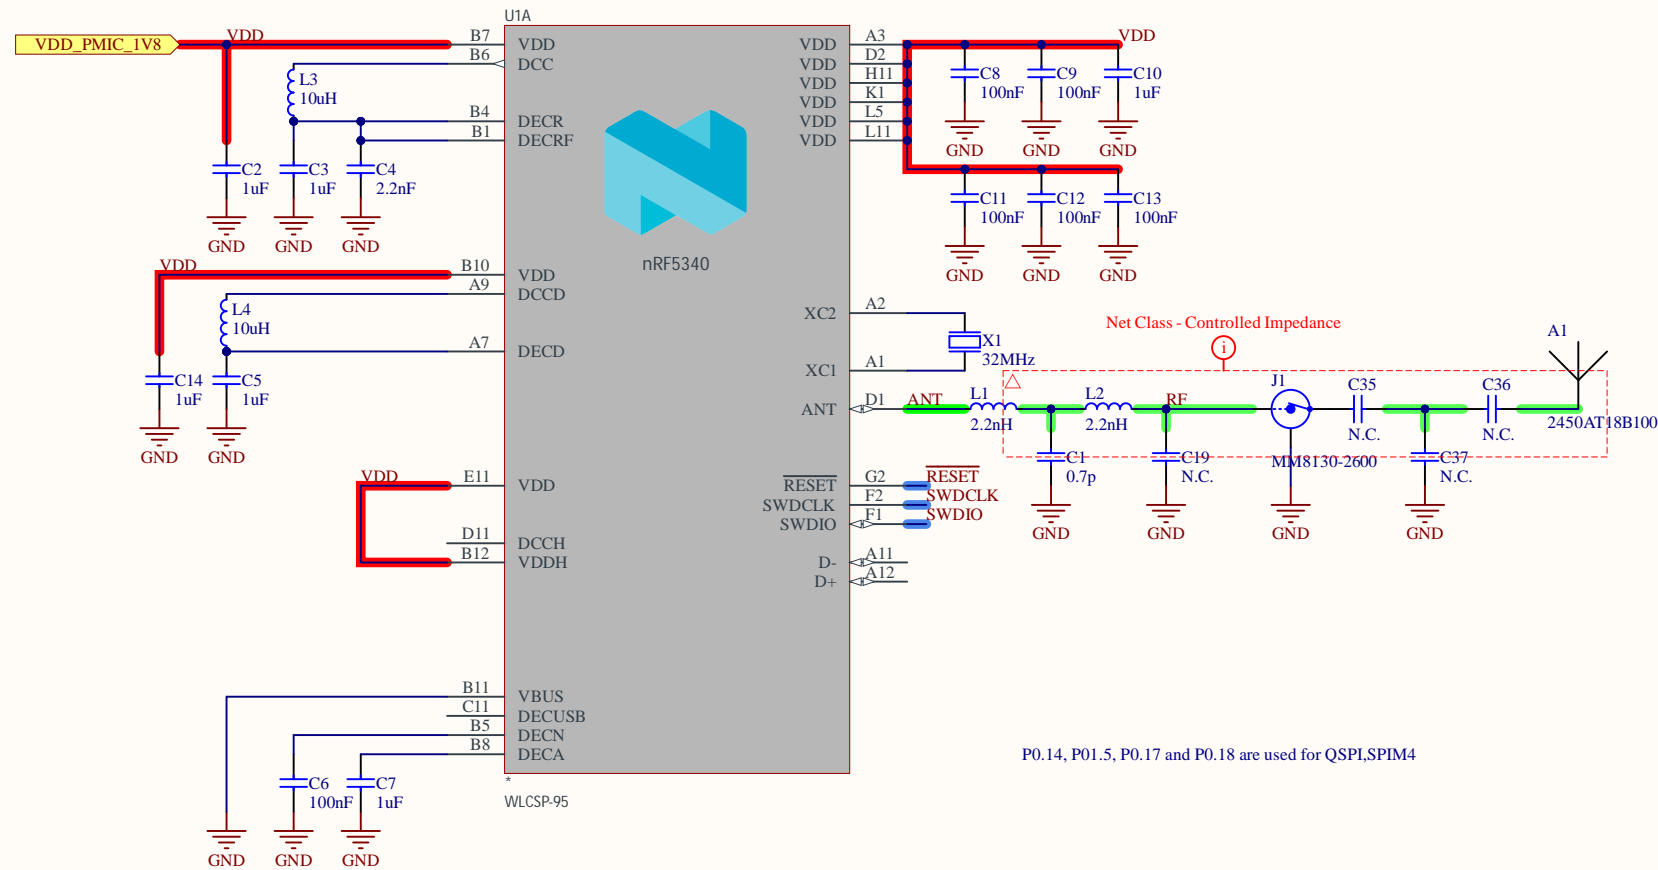 U1A
VDD_PMIC_1V8
VDD
B7
VDD
B6
DCC
L3
10uH
B4
DECR
B1
DECRF
C2
1uF
C3
1uF
C4
2.2nF
GND
GND
GND
VDD
B10
VDD
A9
DCCD
L4
10uH
A7
DECD
C14
1uF
C5
1uF
GND
GND
VDD
E11
VDD
D11
DCCH
B12
VDDH
B11
VBUS
C11
DECUSB
B5
DECN
B8
DECA
C6
100nF
C7
1uF
GND
GND
GND
nRF5340
*
WLCSP-95
VDD
A3
VDD
D2
VDD
H11
VDD
K1
VDD
L5
VDD
L11
VDD
C8
100nF
C9
100nF
C10
1uF
GND
GND
GND
C11
100nF
C12
100nF
C13
100nF
GND
GND
GND
XC2
A2
X1
32MHz
XC1
A1
Net Class - Controlled Impedance
i
ANT
D1
ANT
L1
2.2nH
L2
2.2nH
RF
J1
MM8130-2600
C35
N.C.
C36
N.C.
A1
2450AT18B100
C1
0.7p
C19
N.C.
C37
N.C.
GND
GND
GND
GND
RESET
G2
RESET
SWDCLK
F2
SWDCLK
SWDIO
F1
SWDIO
D-
A11
D+
A12
P0.14, P01.5, P0.17 and P0.18 are used for QSPI,SPIM4